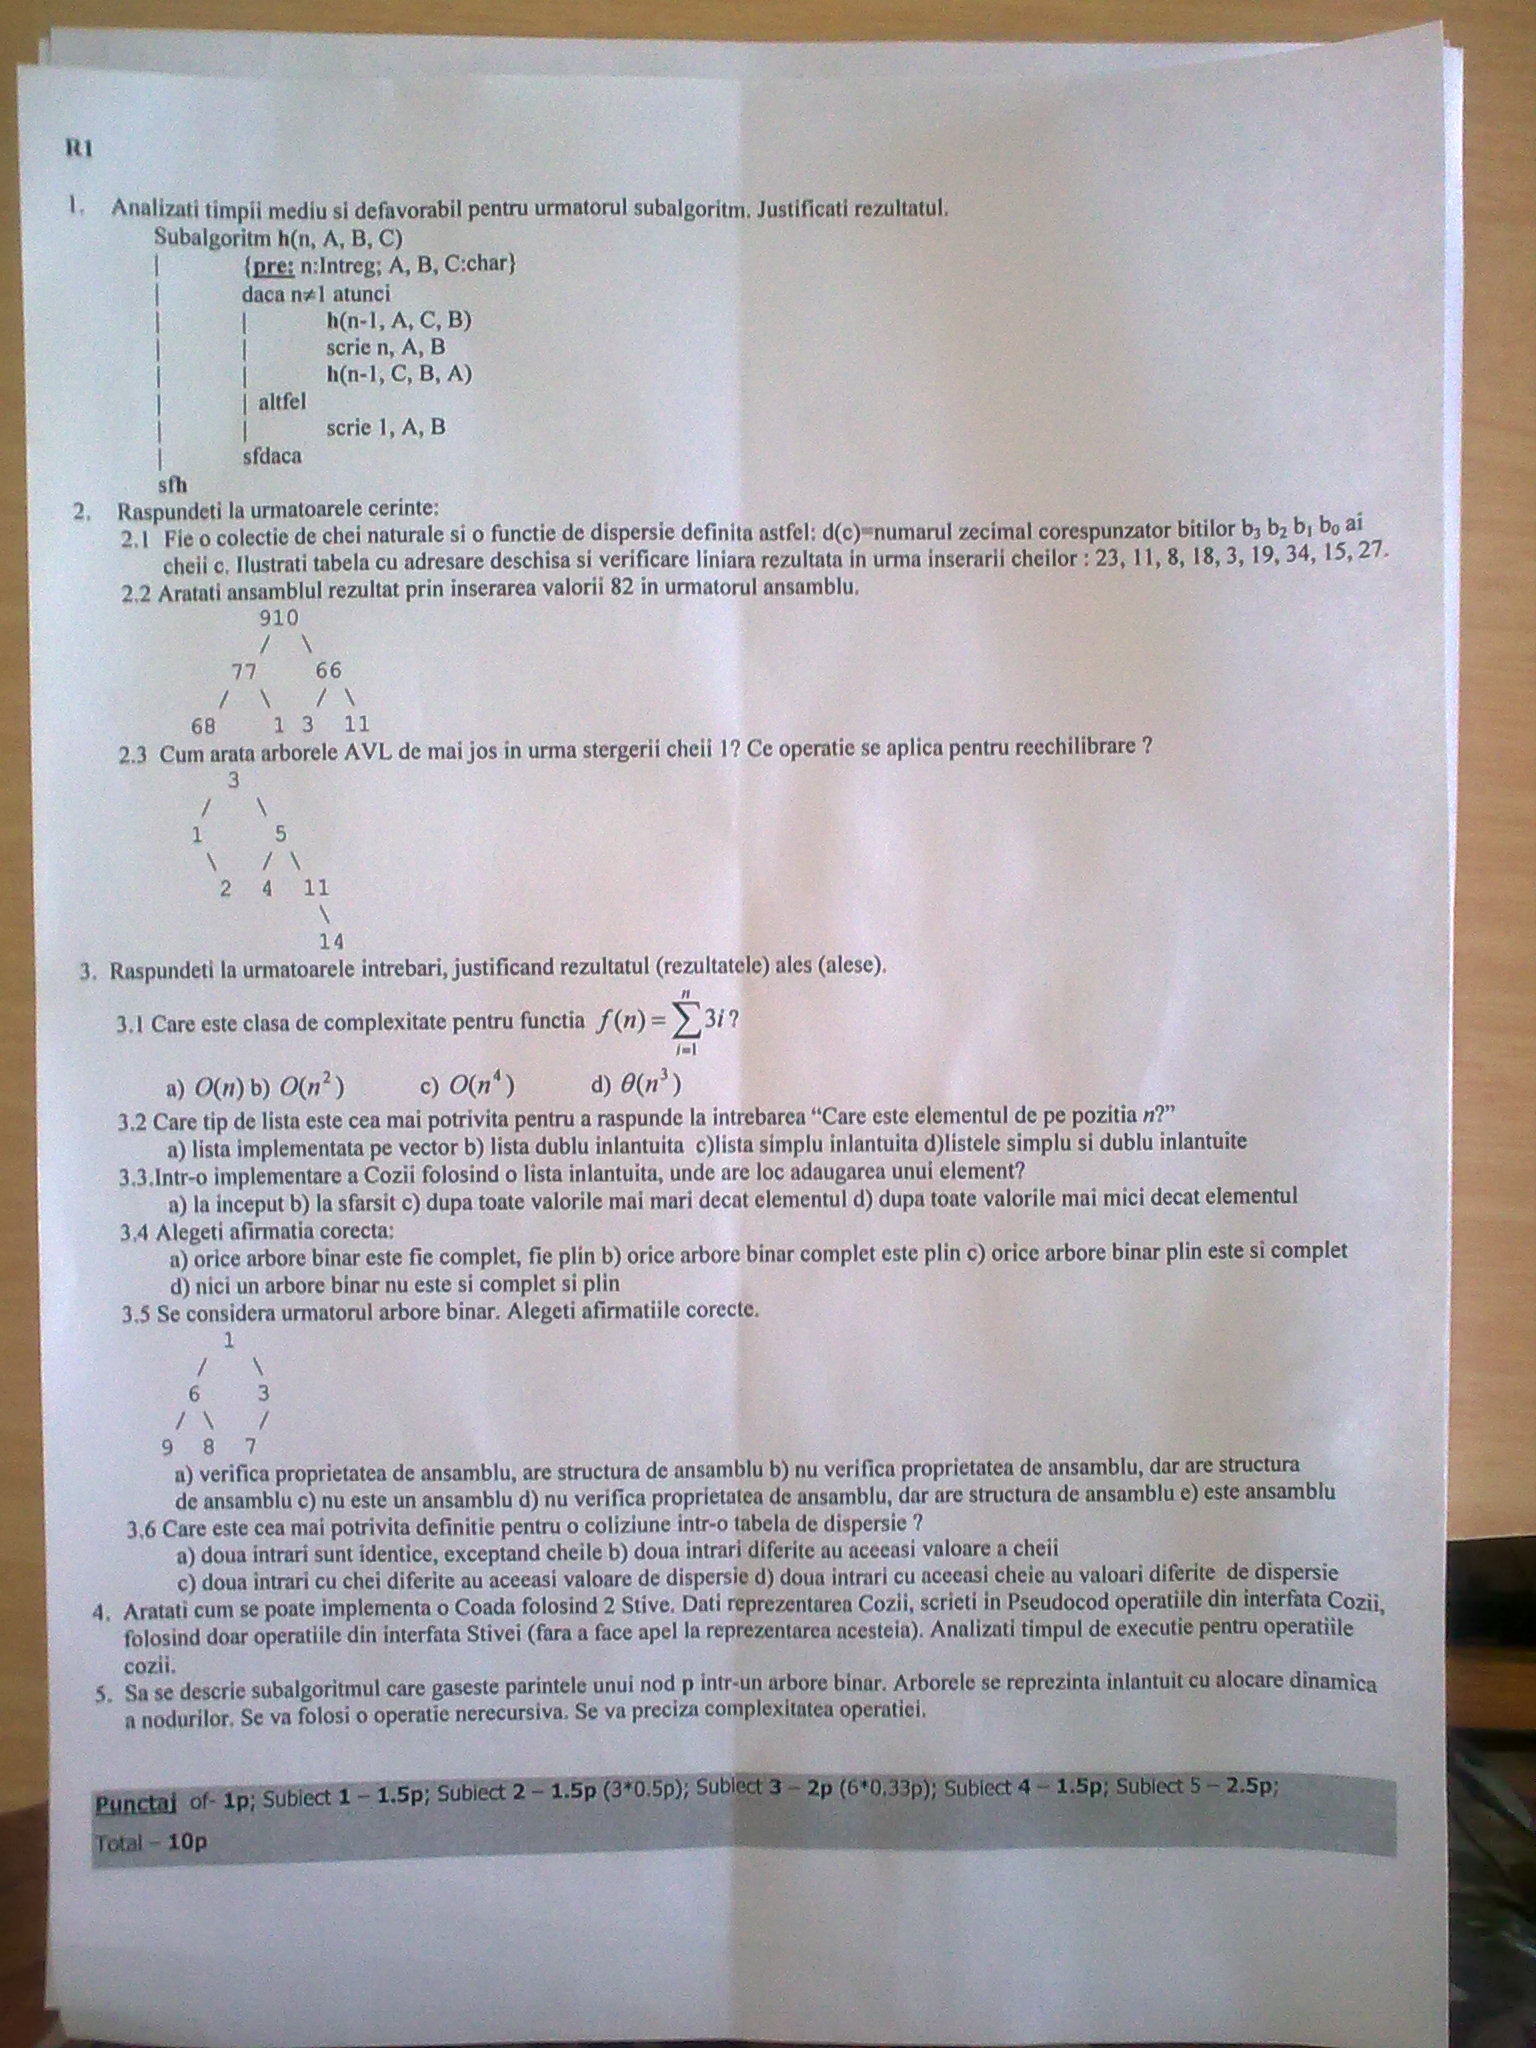 R1
1. Analizati timpii mediu si defavorabil pentru urmatorul subalgoritm. Justificati rezultatul.
Subalgoritm h(n, A, B, C)
| {pre: n:Intreg; A, B, C:char}
| daca n≠1 atunci
| | h(n-1, A, C, B)
| | scrie n, A, B
| | h(n-1, C, B, A)
| | altfel
| | scrie 1, A, B
| sfdaca
sfh
2. Raspundeti la urmatoarele cerinte:
2.1 Fie o colectie de chei naturale si o functie de dispersie definita astfel: d(c)=numarul zecimal corespunzator bitilor b₃ b₂ b₁ b₀ ai
cheii c. Ilustrati tabela cu adresare deschisa si verificare liniara rezultata in urma inserarii cheilor : 23, 11, 8, 18, 3, 19, 34, 15, 27.
2.2 Aratati ansamblul rezultat prin inserarea valorii 82 in urmatorul ansamblu.
910
/ \
77 66
/ \ / \
68 1 3 11
2.3 Cum arata arborele AVL de mai jos in urma stergerii cheii 1? Ce operatie se aplica pentru reechilibrare ?
3
/ \
1 5
\ / \
2 4 11
\
14
3. Raspundeti la urmatoarele intrebari, justificand rezultatul (rezultatele) ales (alese).
3.1 Care este clasa de complexitate pentru functia f(n) = ∑ⁿᵢ₌₁ 3i ?
a) O(n) b) O(n²) c) O(n⁴) d) θ(n³)
3.2 Care tip de lista este cea mai potrivita pentru a raspunde la intrebarea “Care este elementul de pe pozitia n?”
a) lista implementata pe vector b) lista dublu inlantuita c)lista simplu inlantuita d)listele simplu si dublu inlantuite
3.3.Intr-o implementare a Cozii folosind o lista inlantuita, unde are loc adaugarea unui element?
a) la inceput b) la sfarsit c) dupa toate valorile mai mari decat elementul d) dupa toate valorile mai mici decat elementul
3.4 Alegeti afirmatia corecta:
a) orice arbore binar este fie complet, fie plin b) orice arbore binar complet este plin c) orice arbore binar plin este si complet
d) nici un arbore binar nu este si complet si plin
3.5 Se considera urmatorul arbore binar. Alegeti afirmatiile corecte.
1
/ \
6 3
/ \ /
9 8 7
a) verifica proprietatea de ansamblu, are structura de ansamblu b) nu verifica proprietatea de ansamblu, dar are structura
de ansamblu c) nu este un ansamblu d) nu verifica proprietatea de ansamblu, dar are structura de ansamblu e) este ansamblu
3.6 Care este cea mai potrivita definitie pentru o coliziune intr-o tabela de dispersie ?
a) doua intrari sunt identice, exceptand cheile b) doua intrari diferite au aceeasi valoare a cheii
c) doua intrari cu chei diferite au aceeasi valoare de dispersie d) doua intrari cu aceeasi cheie au valoari diferite de dispersie
4. Aratati cum se poate implementa o Coada folosind 2 Stive. Dati reprezentarea Cozii, scrieti in Pseudocod operatiile din interfata Cozii,
folosind doar operatiile din interfata Stivei (fara a face apel la reprezentarea acesteia). Analizati timpul de executie pentru operatiile
cozii.
5. Sa se descrie subalgoritmul care gaseste parintele unui nod p intr-un arbore binar. Arborele se reprezinta inlantuit cu alocare dinamica
a nodurilor. Se va folosi o operatie nerecursiva. Se va preciza complexitatea operatiei.
Punctaj of- 1p; Subiect 1 – 1.5p; Subiect 2 – 1.5p (3*0.5p); Subiect 3 – 2p (6*0.33p); Subiect 4 – 1.5p; Subiect 5 – 2.5p;
Total – 10p